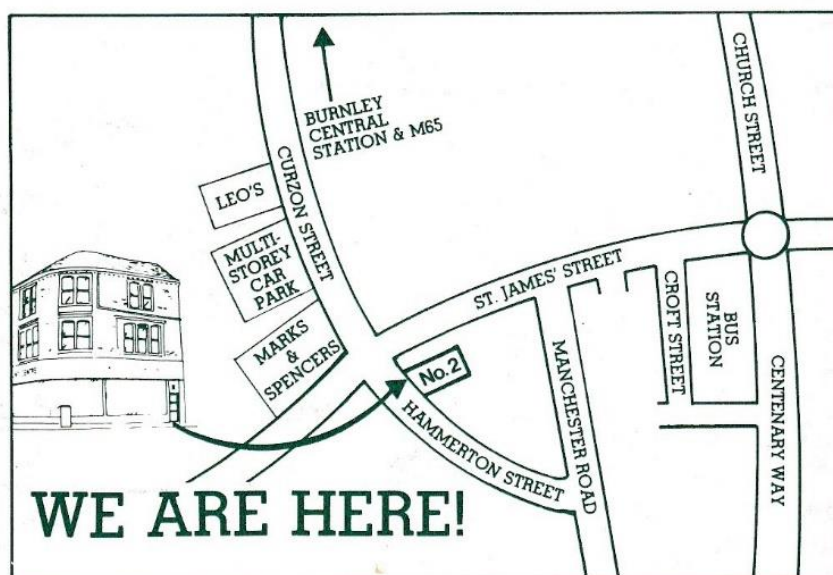 BURNLEY
CENTRAL
STATION & M65
CHURCH STREET
CURZON STREET
LEO'S
MULTI-
STOREY
CAR
PARK
MARKS
&
SPENCERS
ST. JAMES' STREET
CROFT STREET
BUS
STATION
No.2
MANCHESTER ROAD
HAMMERTON STREET
CENTENARY WAY
WE ARE HERE!